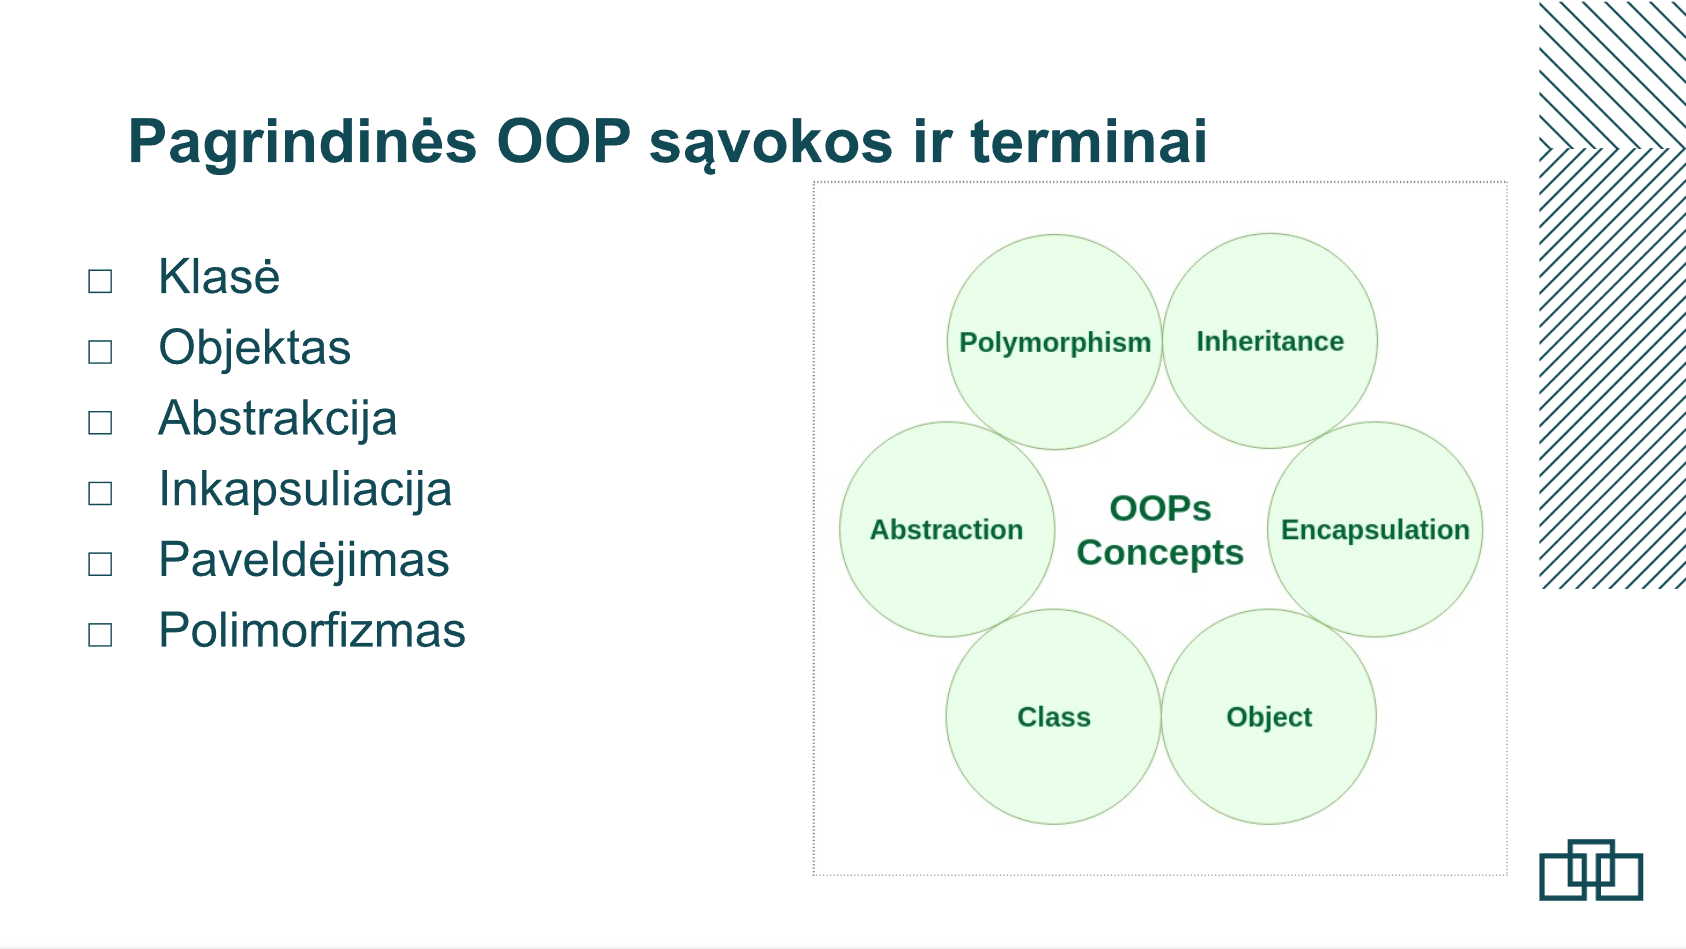 Pagrindinės OOP sąvokos ir terminai
Klasė
Objektas
Abstrakcija
Inkapsuliacija
Paveldėjimas
Polimorfizmas
Polymorphism
Inheritance
Abstraction
OOPs
Concepts
Encapsulation
Class
Object